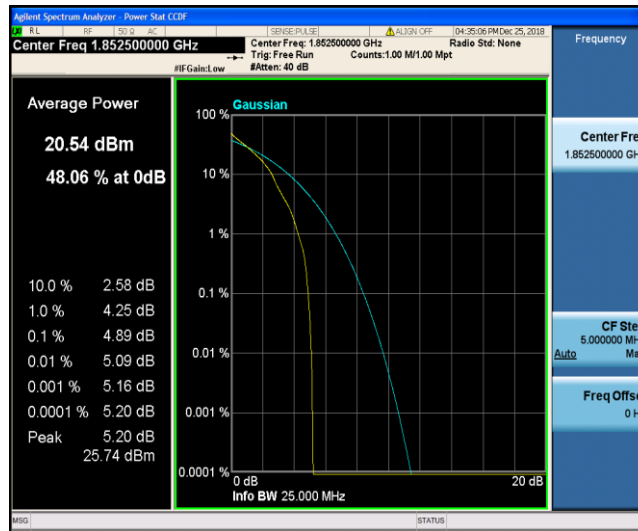 Agilent Spectrum Analyzer - Power Stat CCDF
RL RF 50 Ω AC SENSE:PULSE ALIGN OFF 04:35:06 PM Dec 25, 2018
Center Freq 1.852500000 GHz
Center Freq: 1.852500000 GHz Radio Std: None
Trig: Free Run Counts:1.00 M/1.00 Mpt
#IFGain:Low #Atten: 40 dB
Frequency
Average Power
20.54 dBm
48.06 % at 0dB
10.0 % 2.58 dB
1.0 % 4.25 dB
0.1 % 4.89 dB
0.01 % 5.09 dB
0.001 % 5.16 dB
0.0001 % 5.20 dB
Peak 5.20 dB
25.74 dBm
Gaussian
100 %
10 %
1 %
0.1 %
0.01 %
0.001 %
0.0001 %
0 dB 20 dB
Info BW 25.000 MHz
Center Fre
1.852500000 GH
CF Ste
5.000000 MH
Auto Ma
Freq Offs
0 H
MSG STATUS